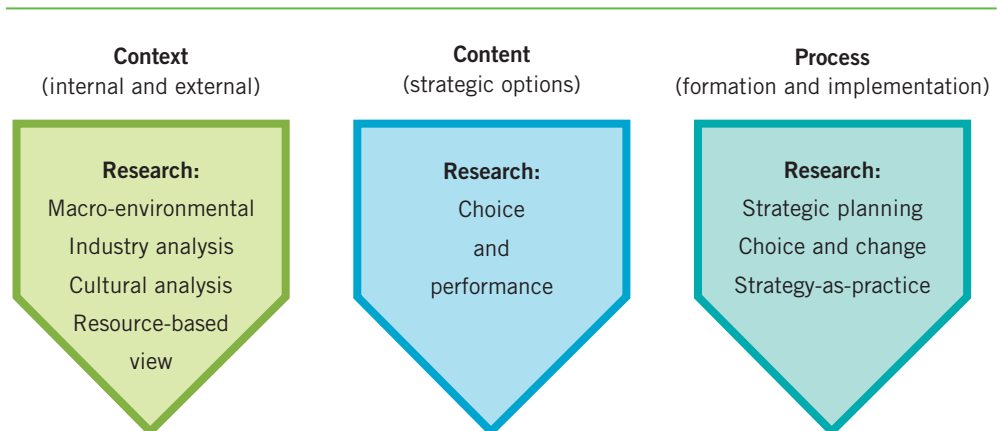 Context
(internal and external)
Research:
Macro-environmental
Industry analysis
Cultural analysis
Resource-based
view
Content
(strategic options)
Research:
Choice
and
performance
Process
(formation and implementation)
Research:
Strategic planning
Choice and change
Strategy-as-practice